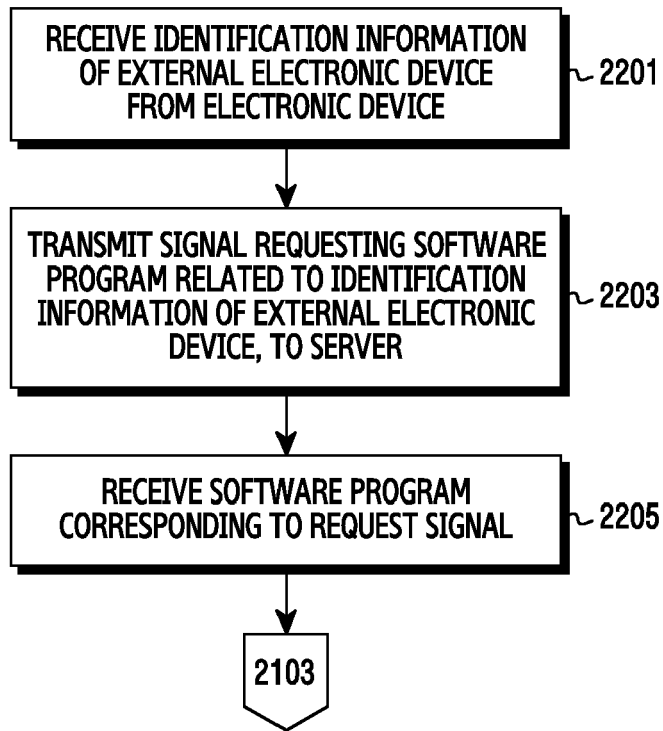 RECEIVE IDENTIFICATION INFORMATION
OF EXTERNAL ELECTRONIC DEVICE
FROM ELECTRONIC DEVICE
2201
TRANSMIT SIGNAL REQUESTING SOFTWARE
PROGRAM RELATED TO IDENTIFICATION
INFORMATION OF EXTERNAL ELECTRONIC
DEVICE, TO SERVER
2203
RECEIVE SOFTWARE PROGRAM
CORRESPONDING TO REQUEST SIGNAL
2205
2103